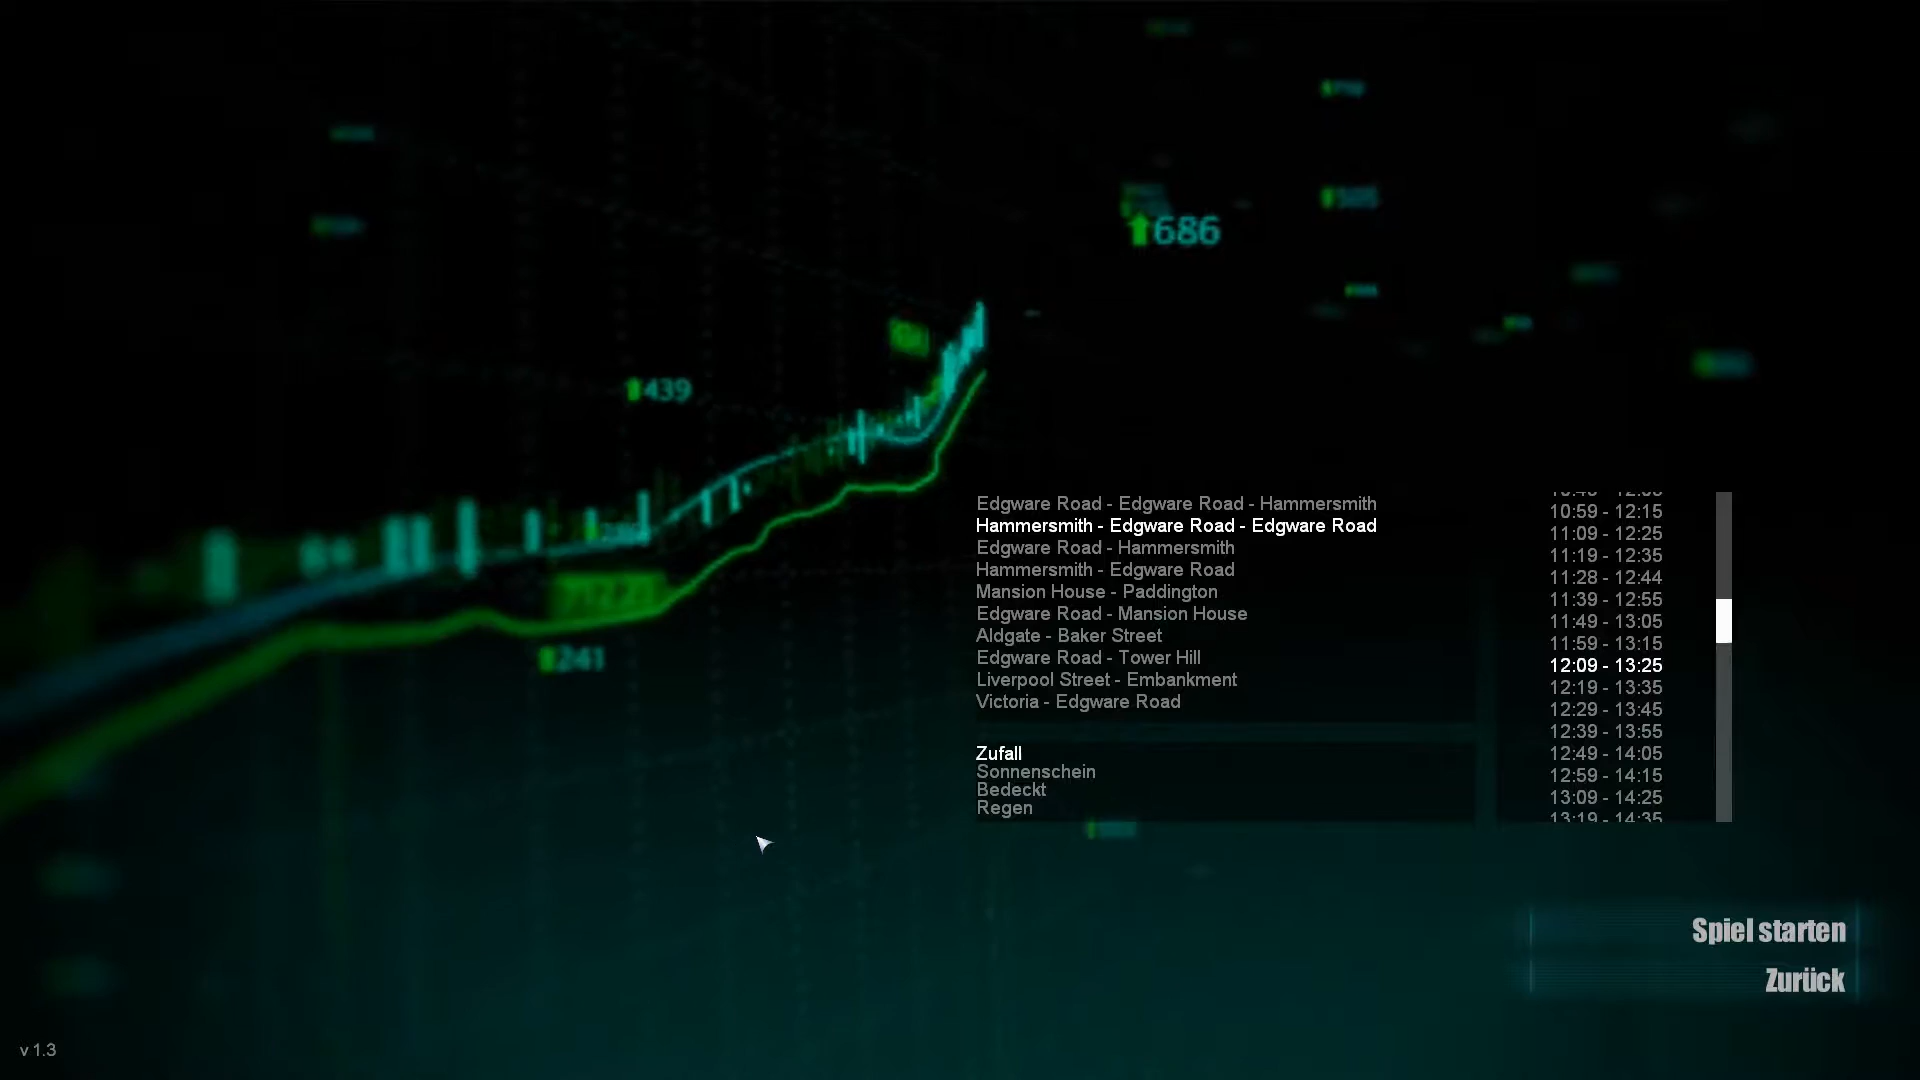 686
439
241
Edgware Road - Edgware Road - Hammersmith
Hammersmith - Edgware Road - Edgware Road
Edgware Road - Hammersmith
Hammersmith - Edgware Road
Mansion House - Paddington
Edgware Road - Mansion House
Aldgate - Baker Street
Edgware Road - Tower Hill
Liverpool Street - Embankment
Victoria - Edgware Road
Zufall
Sonnenschein
Bedeckt
Regen
10:59 - 12:15
11:09 - 12:25
11:19 - 12:35
11:28 - 12:44
11:39 - 12:55
11:49 - 13:05
11:59 - 13:15
12:09 - 13:25
12:19 - 13:35
12:29 - 13:45
12:39 - 13:55
12:49 - 14:05
12:59 - 14:15
13:09 - 14:25
13:19 - 14:35
Spiel starten
Zurück
v 1.3